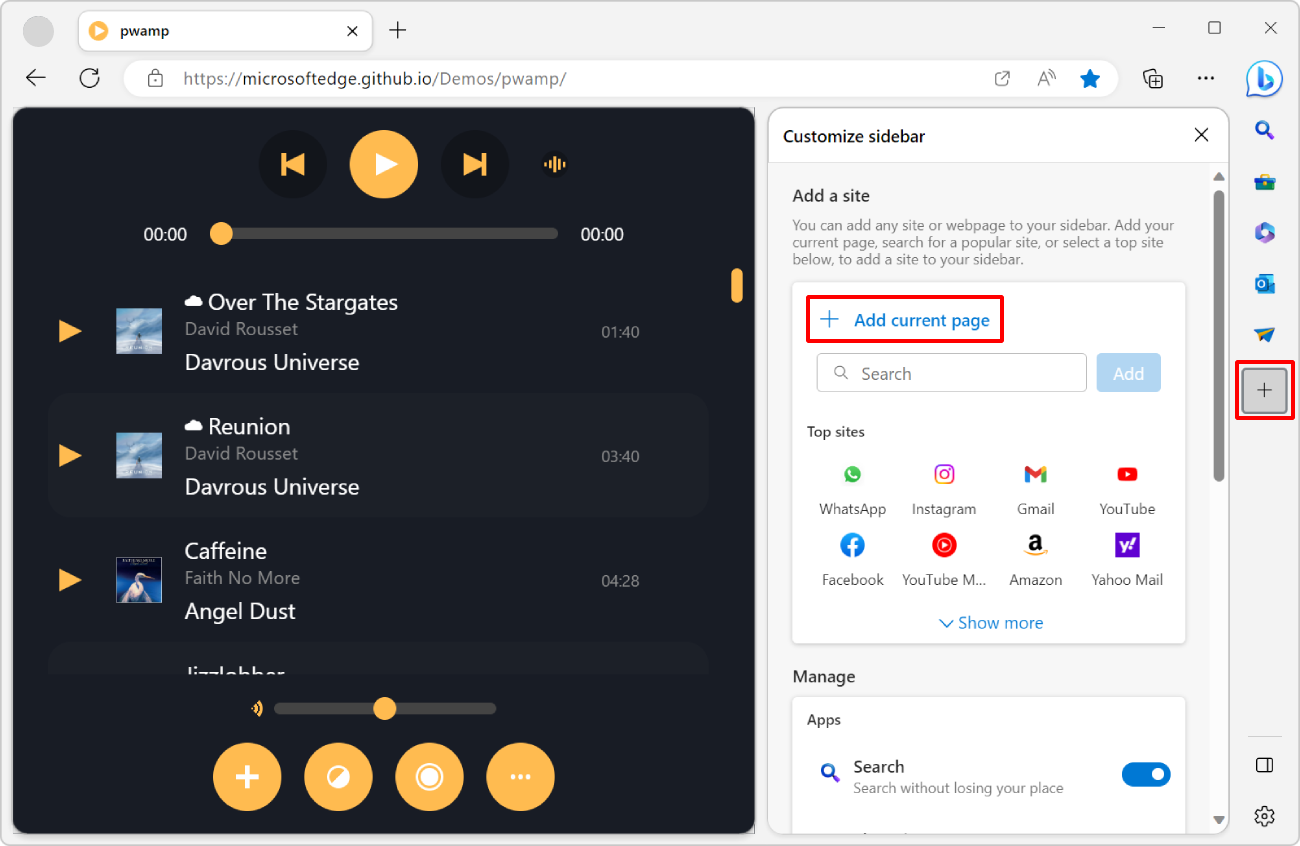 pwamp
https://microsoftedge.github.io/Demos/pwamp/
00:00
00:00
Over The Stargates
David Rousset
01:40
Davrous Universe
Reunion
David Rousset
03:40
Davrous Universe
Caffeine
Faith No More
04:28
Angel Dust
Customize sidebar
Add a site
You can add any site or webpage to your sidebar. Add your
current page, search for a popular site, or select a top site
below, to add a site to your sidebar.
Add current page
Search
Add
Top sites
WhatsApp
Instagram
Gmail
YouTube
Facebook
YouTube M...
Amazon
Yahoo Mail
Show more
Manage
Apps
Search
Search without losing your place